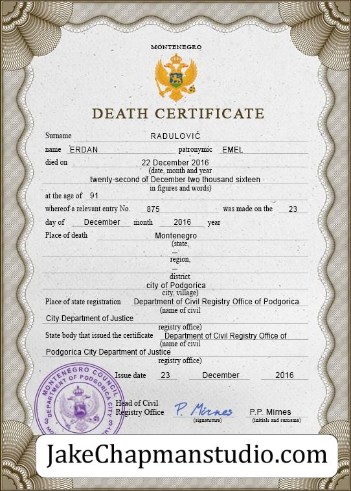 MONTENEGRO
DEATH CERTIFICATE
Surname RADULOVIĆ
name ERDAN patronymic EMEL
died on 22 December 2016
(date, month and year
twenty-second of December two thousand sixteen
in figures and words)
at the age of 91
whereof a relevant entry No. 875 was made on the 23
day of December month 2016 year
Place of death Montenegro
(state,
—
region,
—
district
city of Podgorica
city, village)
Place of state registration Department of Civil Registry Office of Podgorica
(name of civil
City Department of Justice
registry office)
State body that issued the certificate Department of Civil Registry Office of
(name of civil
Podgorica City Department of Justice
registry office)
Issue date 23 December 2016
MONTENEGRO COUNCIL
DEPARTMENT OF PODGORICA CITY
Head of Civil
Registry Office P. Mirnes P.P. Mirnes
(signature) (initials and surname)
JakeChapmanstudio.com